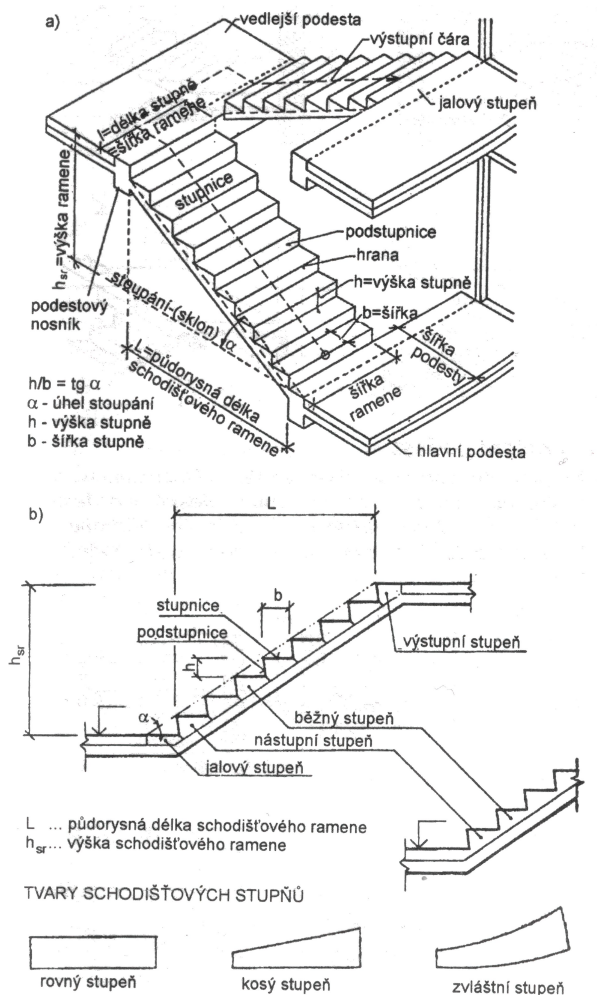 a)
vedlejší podesta
výstupní čára
l=délka stupně
=šířka ramene
jalový stupeň
stupnice
hsr=výška ramene
podstupnice
hrana
h=výška stupně
podestový
nosník
stoupání-(sklon)
α
b=šířka
šířka
podesty
šířka
ramene
L=půdorysná délka
schodišťového ramene
h/b = tg α
α - úhel stoupání
h - výška stupně
b - šířka stupně
hlavní podesta
b)
L
b
stupnice
podstupnice
výstupní stupeň
hsr
h
α
běžný stupeň
nástupní stupeň
jalový stupeň
L ... půdorysná délka schodišťového ramene
hsr... výška schodišťového ramene
TVARY SCHODIŠŤOVÝCH STUPŇŮ
rovný stupeň
kosý stupeň
zvláštní stupeň